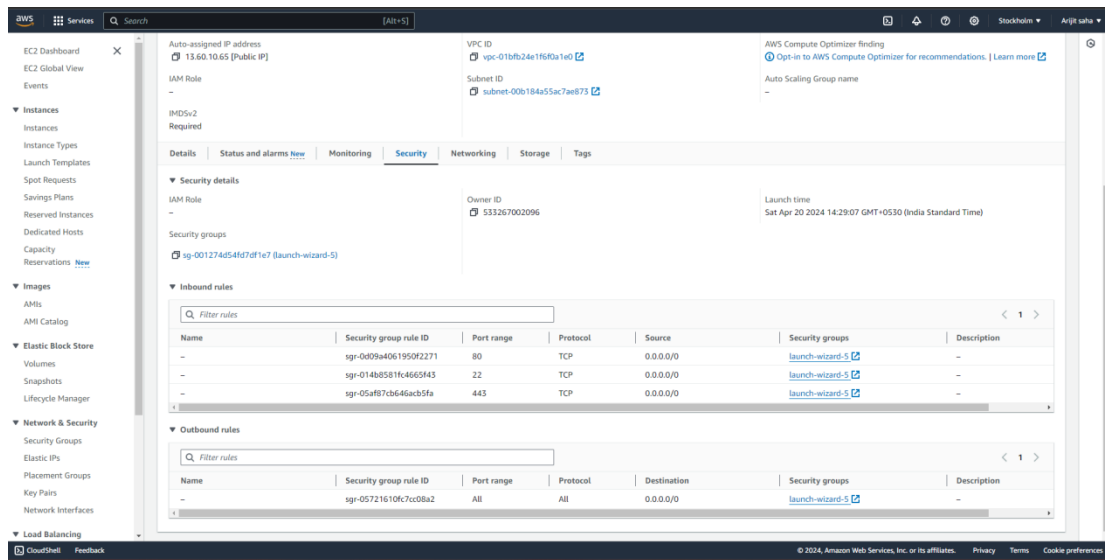 aws Services Search [Alt+S] Stockholm Arijit saha
EC2 Dashboard
EC2 Global View
Events
Instances
Instances
Instance Types
Launch Templates
Spot Requests
Savings Plans
Reserved Instances
Dedicated Hosts
Capacity
Reservations New
Images
AMIs
AMI Catalog
Elastic Block Store
Volumes
Snapshots
Lifecycle Manager
Network & Security
Security Groups
Elastic IPs
Placement Groups
Key Pairs
Network Interfaces
Load Balancing
Auto-assigned IP address
13.60.10.65 [Public IP]
IAM Role
–
IMDSv2
Required
VPC ID
vpc-01bfb24e1f6f0a1e0
Subnet ID
subnet-00b184a55ac7ae873
AWS Compute Optimizer finding
Opt-in to AWS Compute Optimizer for recommendations. | Learn more
Auto Scaling Group name
–
Details Status and alarms New Monitoring Security Networking Storage Tags
Security details
IAM Role
–
Security groups
sg-001274d54fd7df1e7 (launch-wizard-5)
Owner ID
533267002096
Launch time
Sat Apr 20 2024 14:29:07 GMT+0530 (India Standard Time)
Inbound rules
Filter rules
1
Name Security group rule ID Port range Protocol Source Security groups Description
– sgr-0d09a4061950f2271 80 TCP 0.0.0.0/0 launch-wizard-5 –
– sgr-014b8581fc4665f43 22 TCP 0.0.0.0/0 launch-wizard-5 –
– sgr-05af87cb646acb5fa 443 TCP 0.0.0.0/0 launch-wizard-5 –
Outbound rules
Filter rules
1
Name Security group rule ID Port range Protocol Destination Security groups Description
– sgr-05721610fc7cc08a2 All All 0.0.0.0/0 launch-wizard-5 –
CloudShell Feedback © 2024, Amazon Web Services, Inc. or its affiliates. Privacy Terms Cookie preferences